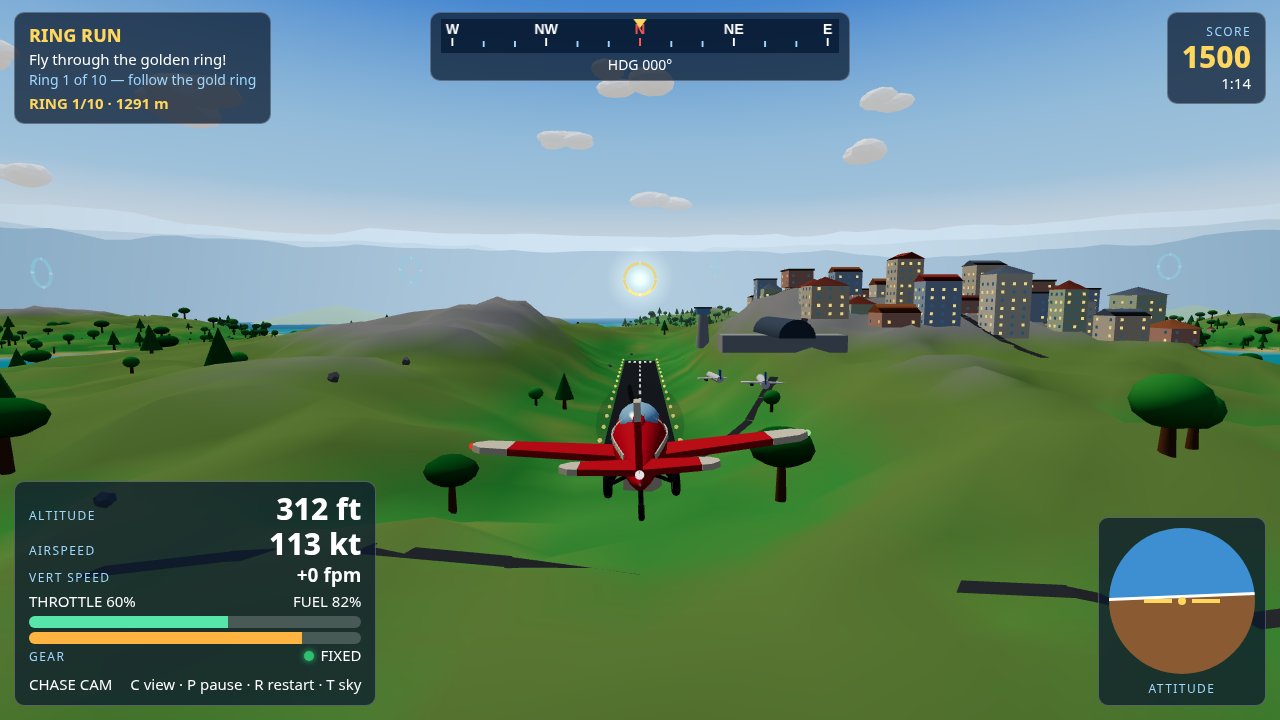 RING RUN
Fly through the golden ring!
Ring 1 of 10 — follow the gold ring
RING 1/10 · 1291 m
W NW N NE E
HDG 000°
SCORE
1500
1:14
ALTITUDE 312 ft
AIRSPEED 113 kt
VERT SPEED +0 fpm
THROTTLE 60% FUEL 82%
GEAR FIXED
CHASE CAM C view · P pause · R restart · T sky
ATTITUDE